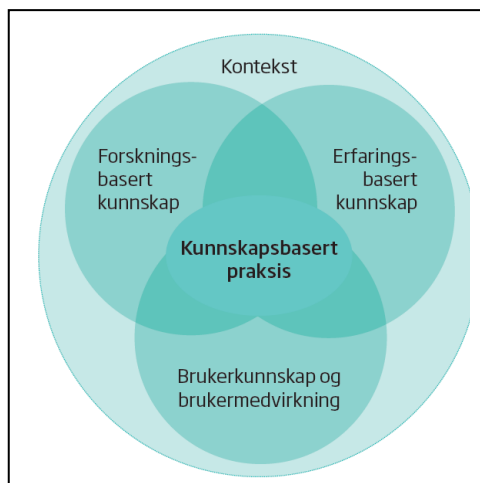 Kontekst
Forsknings-
basert
kunnskap
Erfarings-
basert
kunnskap
Kunnskapsbasert
praksis
Brukerkunnskap og
brukermedvirkning